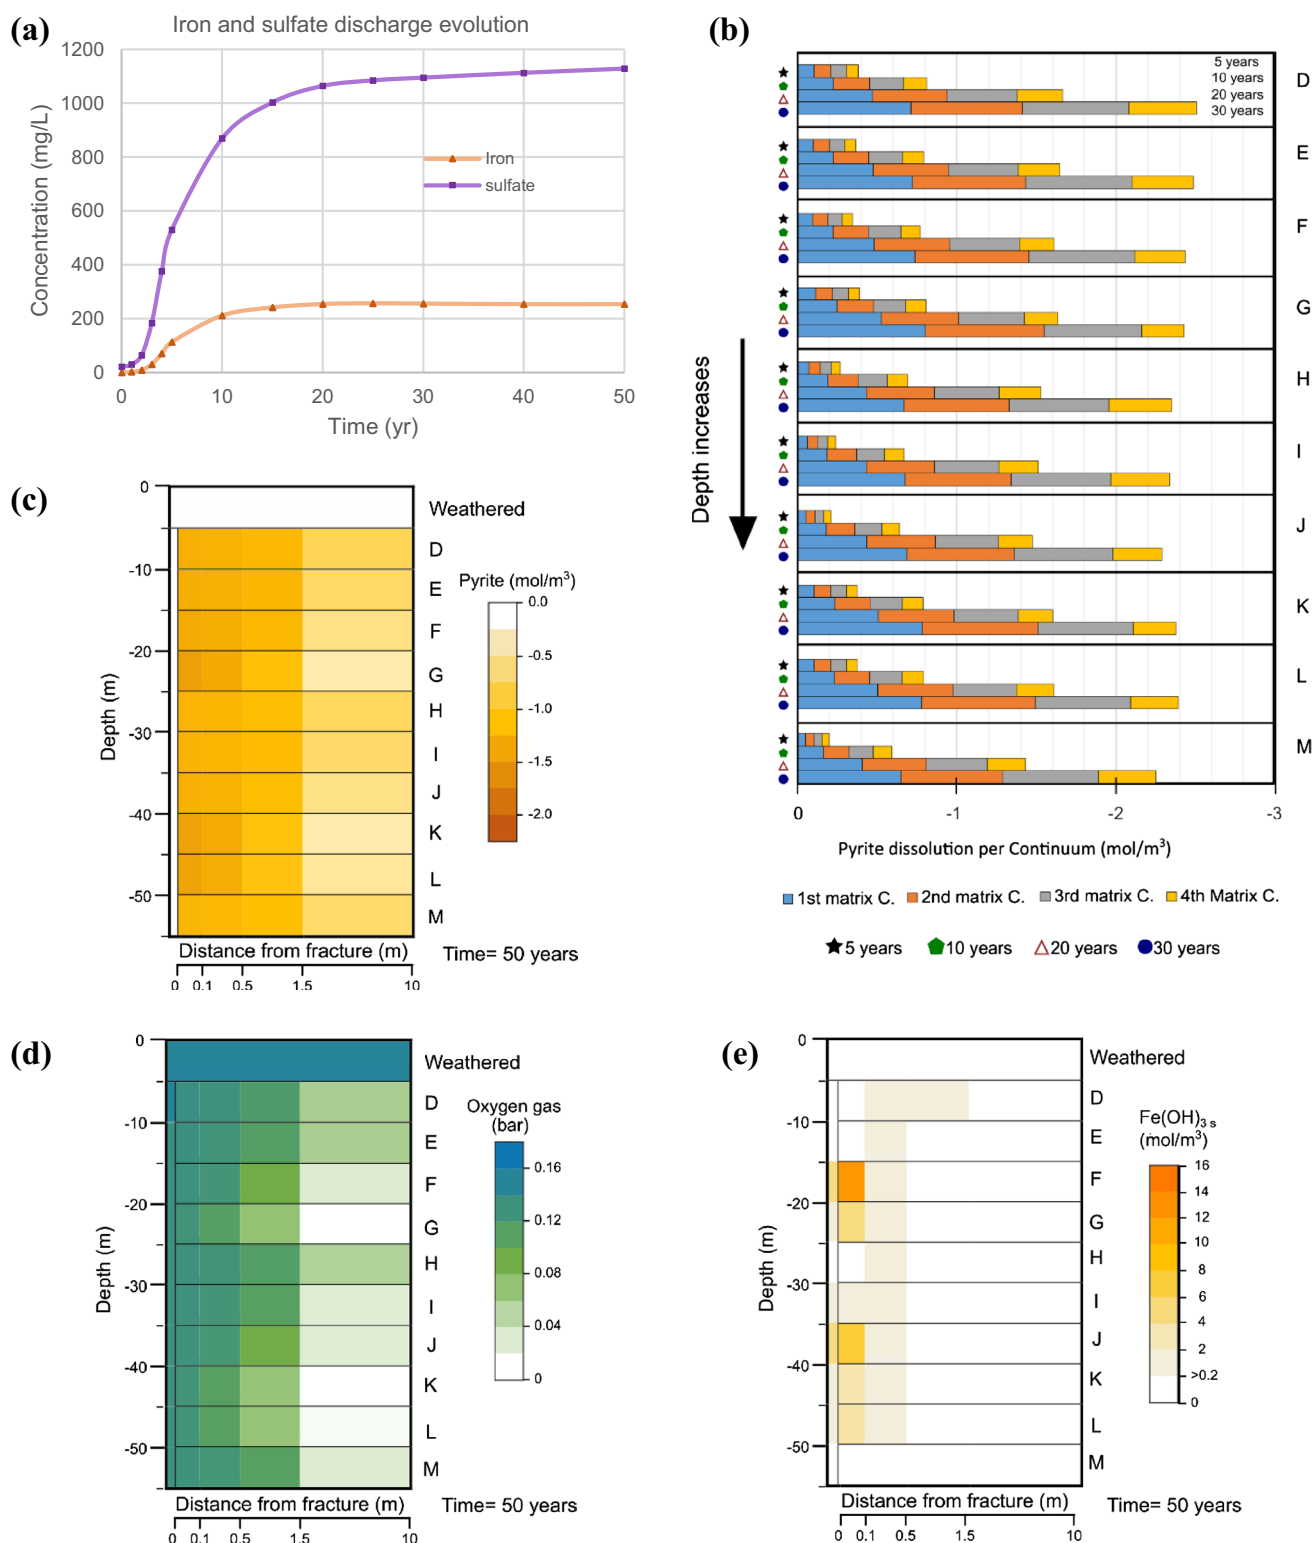 (a)
Iron and sulfate discharge evolution
Concentration (mg/L)
1200
1000
800
600
400
200
0
Iron
sulfate
0 10 20 30 40 50
Time (yr)
(b)
5 years
10 years
20 years
30 years
D
E
F
G
H
I
J
K
L
M
Depth increases
0 -1 -2 -3
Pyrite dissolution per Continuum (mol/m³)
1st matrix C. 2nd matrix C. 3rd matrix C. 4th Matrix C.
5 years 10 years 20 years 30 years
(c)
Depth (m)
0
-10
-20
-30
-40
-50
Weathered
D
E
F
G
H
I
J
K
L
M
Pyrite (mol/m³)
0.0
-0.5
-1.0
-1.5
-2.0
Distance from fracture (m)
Time= 50 years
0 0.1 0.5 1.5 10
(d)
Depth (m)
0
-10
-20
-30
-40
-50
Weathered
D
E
F
G
H
I
J
K
L
M
Oxygen gas
(bar)
0.16
0.12
0.08
0.04
0
Distance from fracture (m)
Time= 50 years
0 0.1 0.5 1.5 10
(e)
Depth (m)
0
-10
-20
-30
-40
-50
Weathered
D
E
F
G
H
I
J
K
L
M
Fe(OH)₃ s
(mol/m³)
16
14
12
10
8
6
4
2
>0.2
0
Distance from fracture (m)
Time= 50 years
0 0.1 0.5 1.5 10